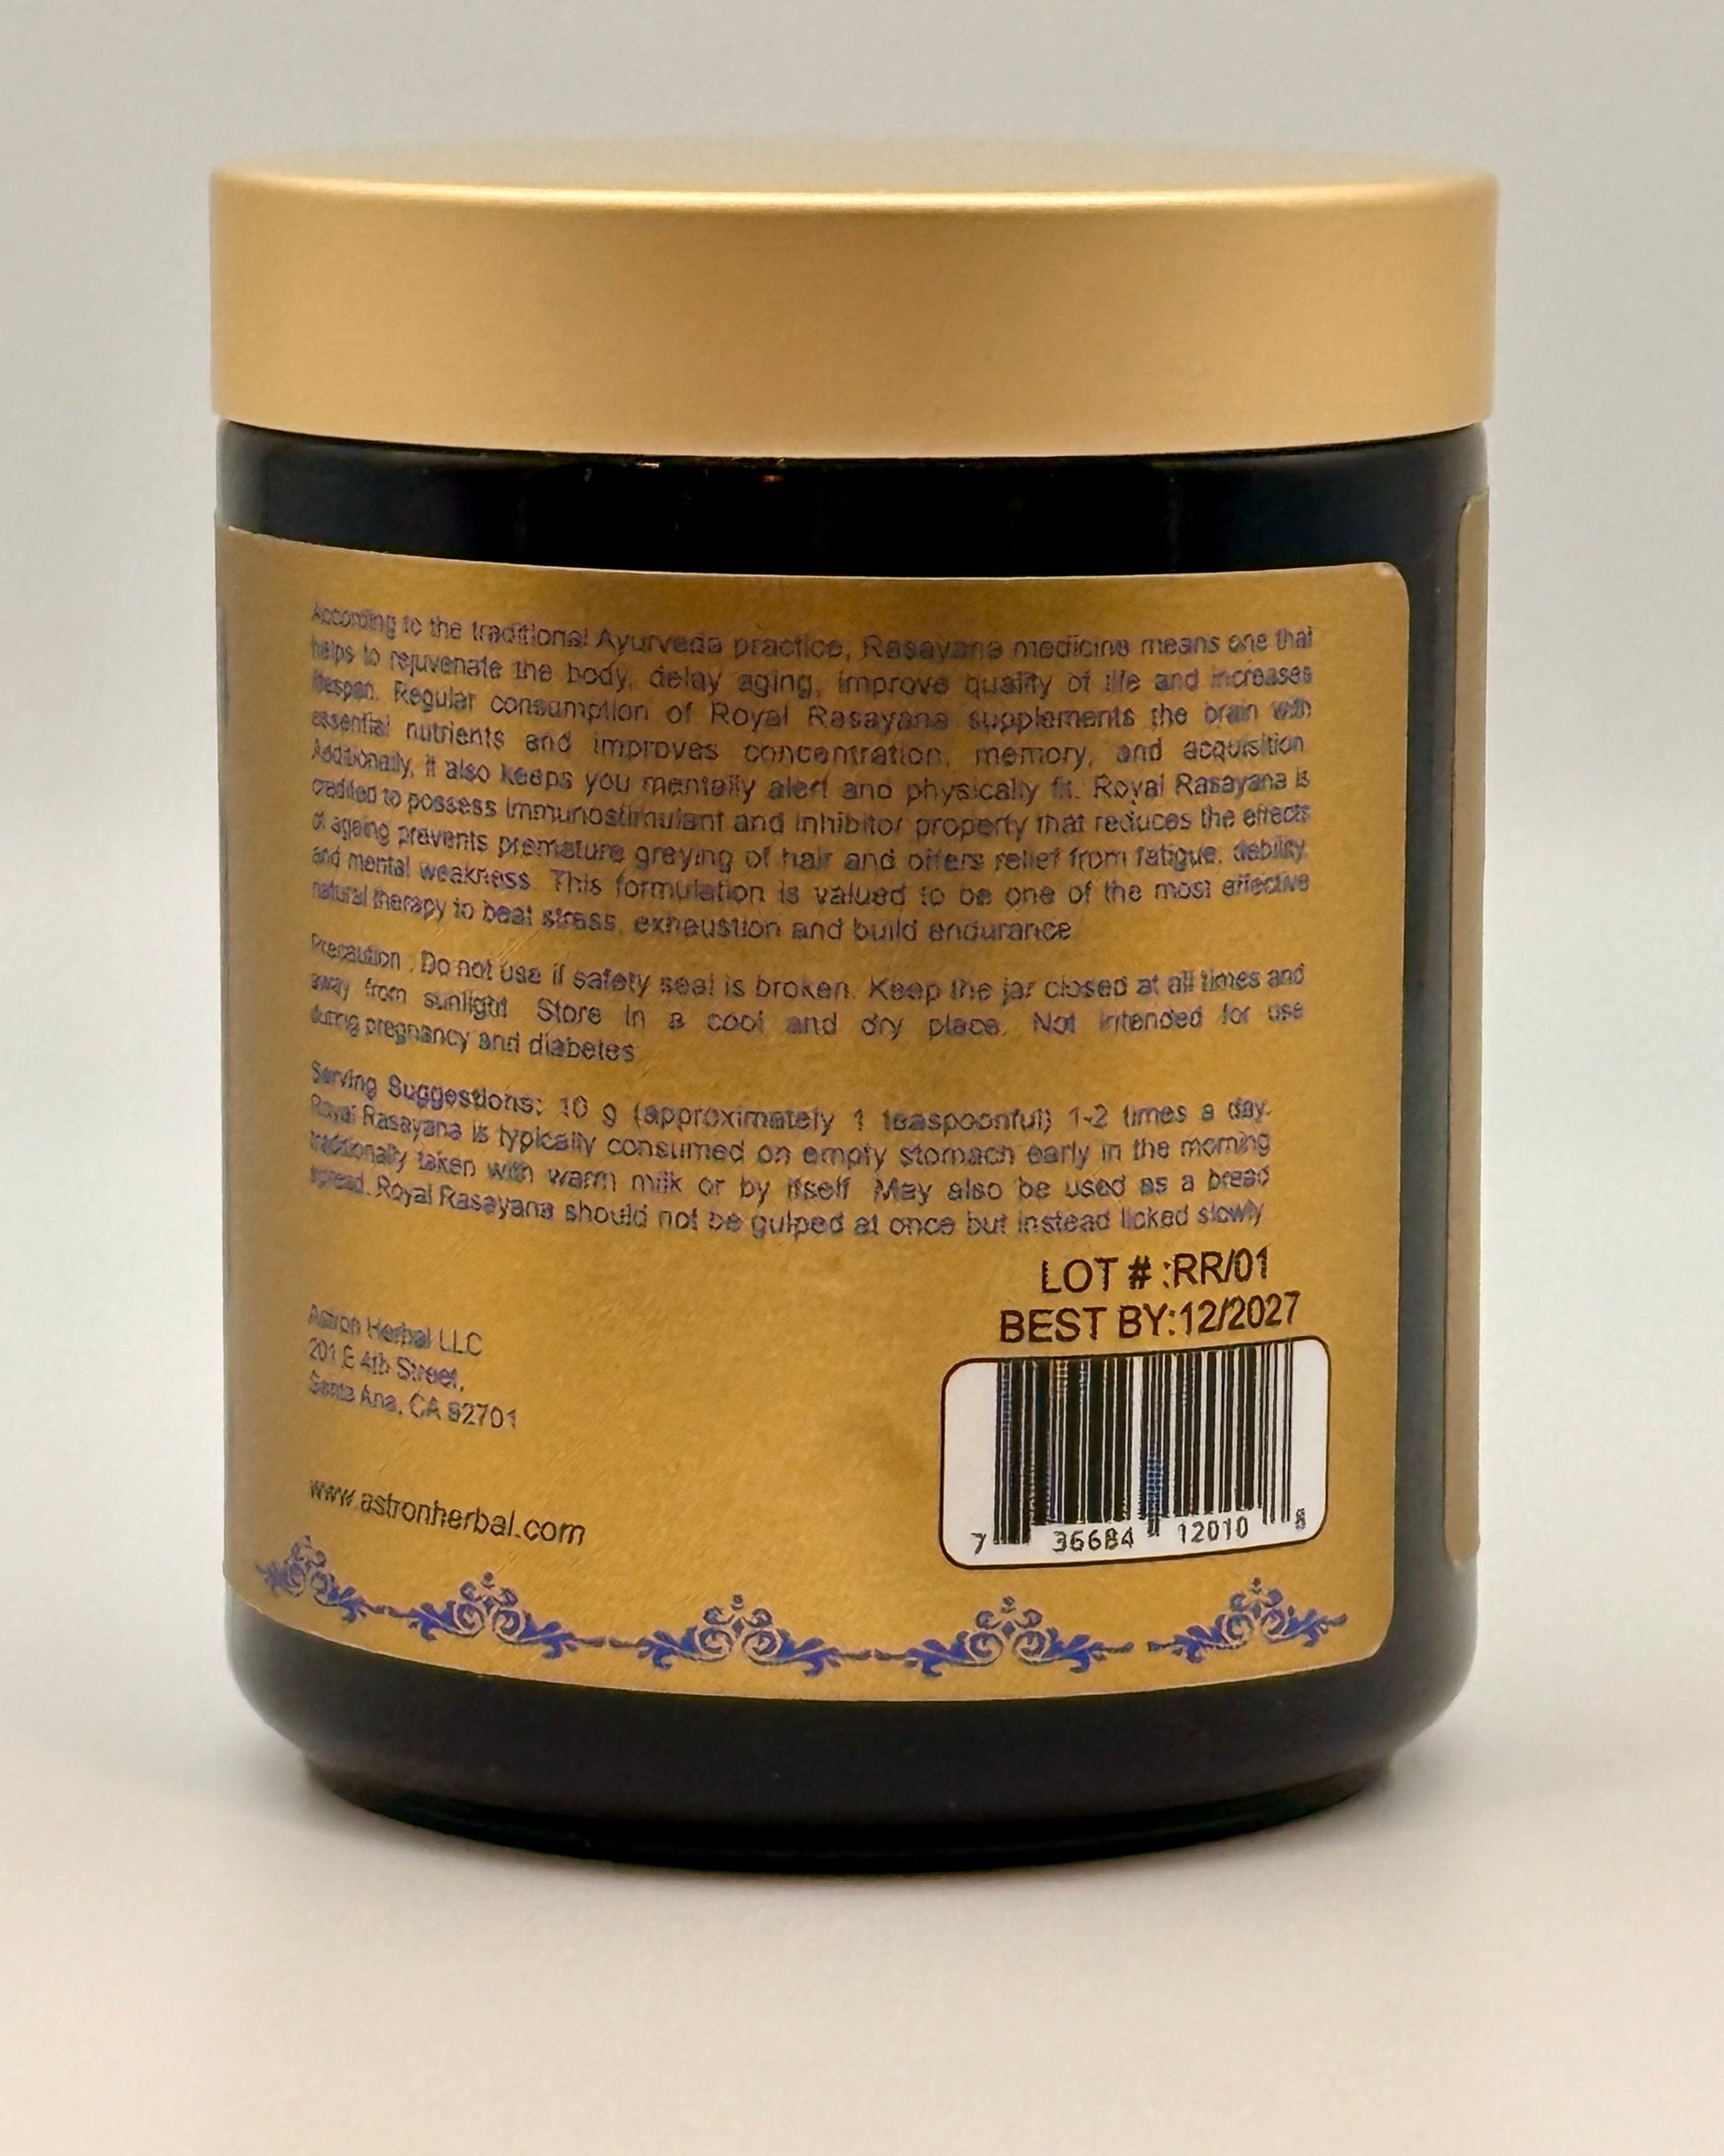 According to the traditional Ayurveda practice, Rasayana medicine means one that
helps to rejuvenate the body, delay aging, improve quality of life and increases
lifespan. Regular consumption of Royal Rasayana supplements the brain with
essential nutrients and improves concentration, memory, and acquisition
Additionally, it also keeps you mentally alert and physically fit. Royal Rasayana is
credited to possess immunostimulant and inhibitor property that reduces the effects
of ageing prevents premature greying of hair and offers relief from fatigue, debility,
and mental weakness. This formulation is valued to be one of the most effective
natural therapy to beat stress, exhaustion and build endurance
Precaution : Do not use if safety seal is broken. Keep the jar closed at all times and
away from sunlight Store in a cool and dry place. Not intended for use
during pregnancy and diabetes
Serving Suggestions: 10 g (approximately 1 teaspoonful) 1-2 times a day.
Royal Rasayana is typically consumed on empty stomach early in the morning
traditionally taken with warm milk or by itself May also be used as a bread
spread. Royal Rasayana should not be gulped at once but instead licked slowly
LOT # :RR/01
BEST BY:12/2027
Astron Herbal LLC
201 E 4th Street,
Santa Ana, CA 92701
www.astronherbal.com
7 36684 12010 8